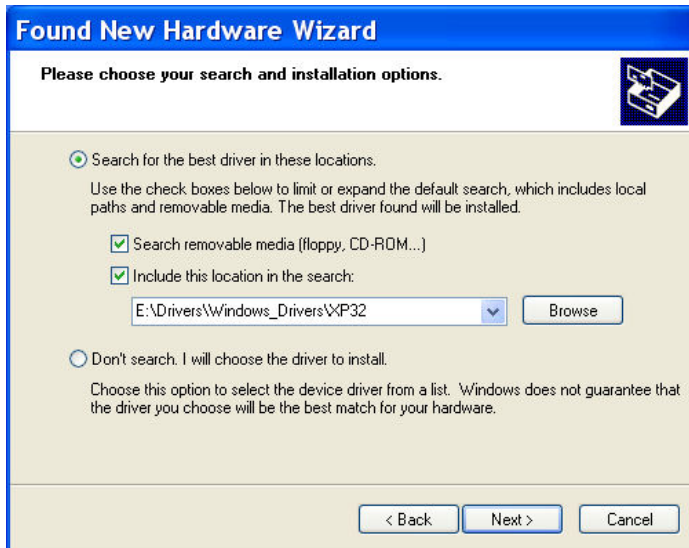 Found New Hardware Wizard
Please choose your search and installation options.
Search for the best driver in these locations.
Use the check boxes below to limit or expand the default search, which includes local
paths and removable media. The best driver found will be installed.
Search removable media (floppy, CD-ROM...)
Include this location in the search:
E:\Drivers\Windows_Drivers\XP32
Browse
Don't search. I will choose the driver to install.
Choose this option to select the device driver from a list. Windows does not guarantee that
the driver you choose will be the best match for your hardware.
< Back
Next >
Cancel